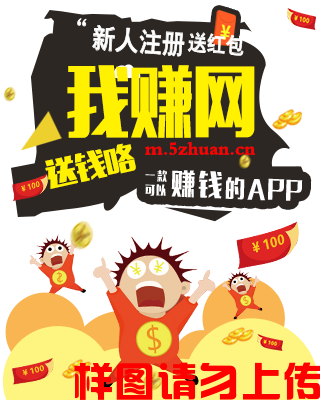 “新人注册 送红包
¥
¥100
我赚网
m.5zhuan.cn
送钱咯
一款
可以 赚钱的APP
¥100
¥100
¥100
¥ ¥
$
$
$
¥100
样图请勿上传